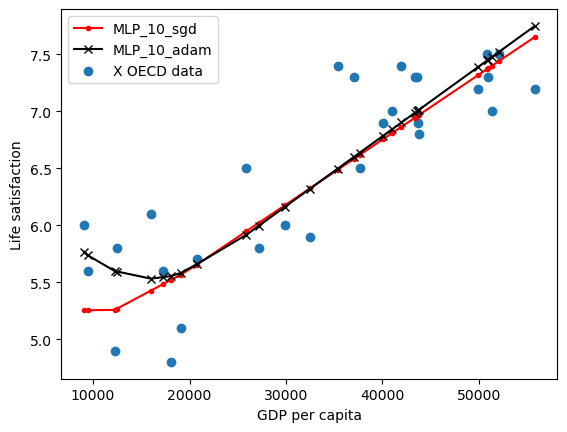 MLP_10_sgd
MLP_10_adam
X OECD data
7.5
7.0
6.5
6.0
5.5
5.0
Life satisfaction
10000 20000 30000 40000 50000
GDP per capita